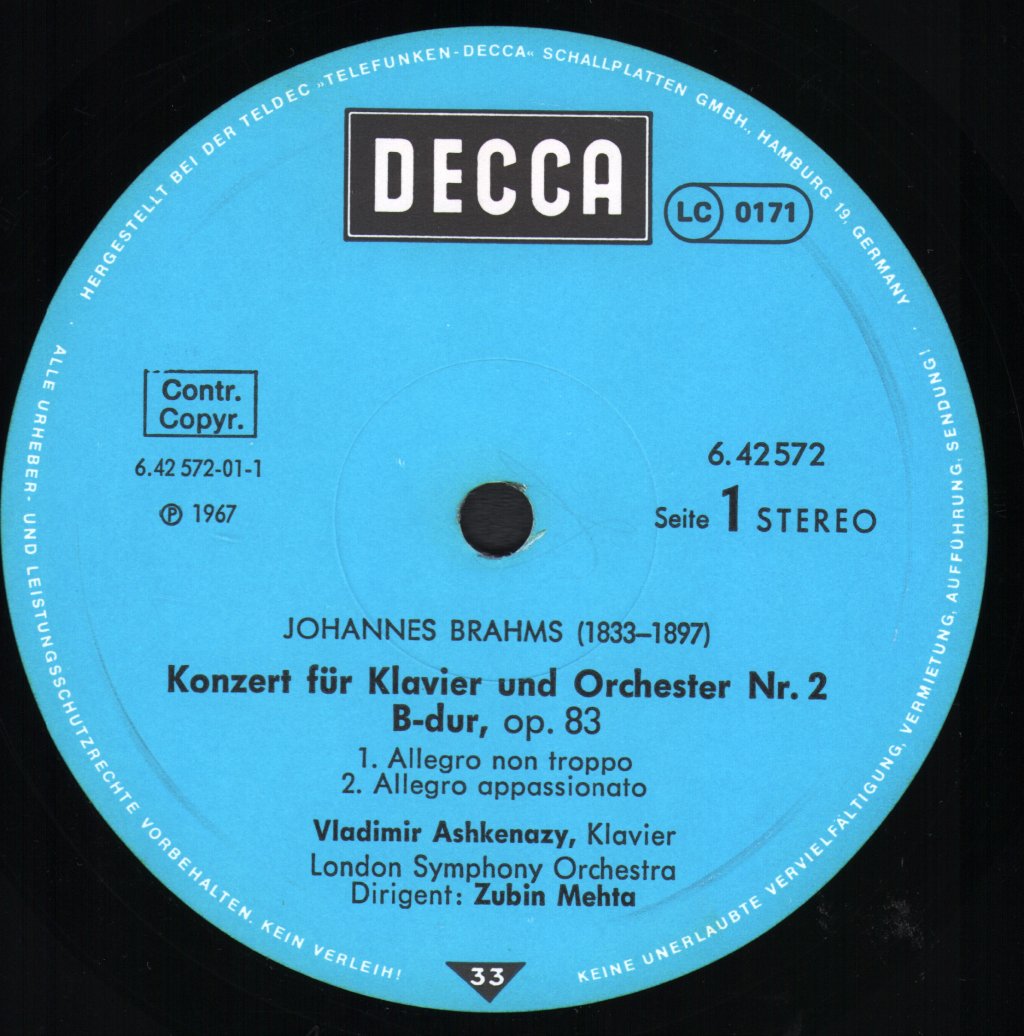 HERGESTELLT BEI DER TELDEC »TELEFUNKEN-DECCA« SCHALLPLATTEN GMBH., HAMBURG 19, GERMANY
DECCA
LC 0171
Contr.
Copyr.
6.42 572-01-1
℗ 1967
6.42572
Seite 1 STEREO
JOHANNES BRAHMS (1833–1897)
Konzert für Klavier und Orchester Nr. 2
B-dur, op. 83
1. Allegro non troppo
2. Allegro appassionato
Vladimir Ashkenazy, Klavier
London Symphony Orchestra
Dirigent: Zubin Mehta
33
ALLE URHEBER- UND LEISTUNGSSCHUTZRECHTE VORBEHALTEN. KEIN VERLEIH!
KEINE UNERLAUBTE VERVIELFÄLTIGUNG, VERMIETUNG, AUFFÜHRUNG, SENDUNG!